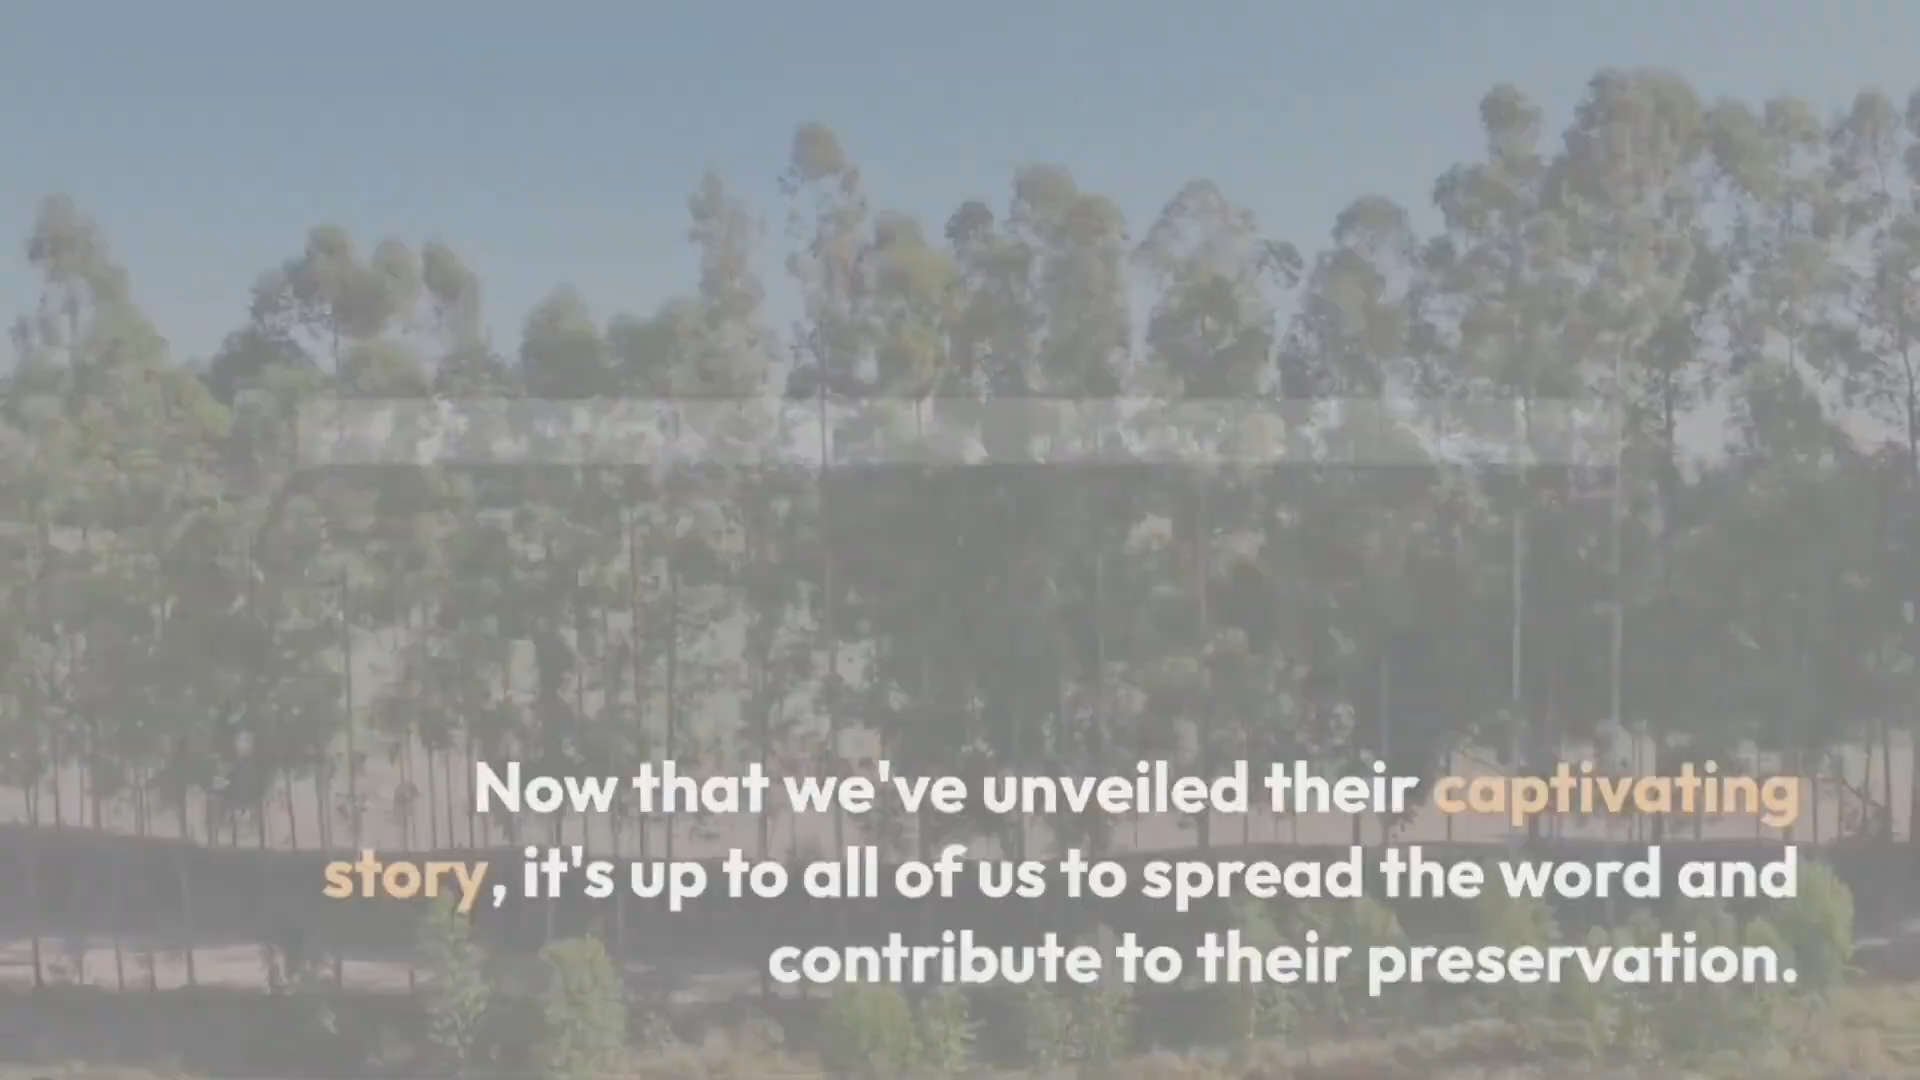 Now that we've unveiled their captivating
story, it's up to all of us to spread the word and
contribute to their preservation.